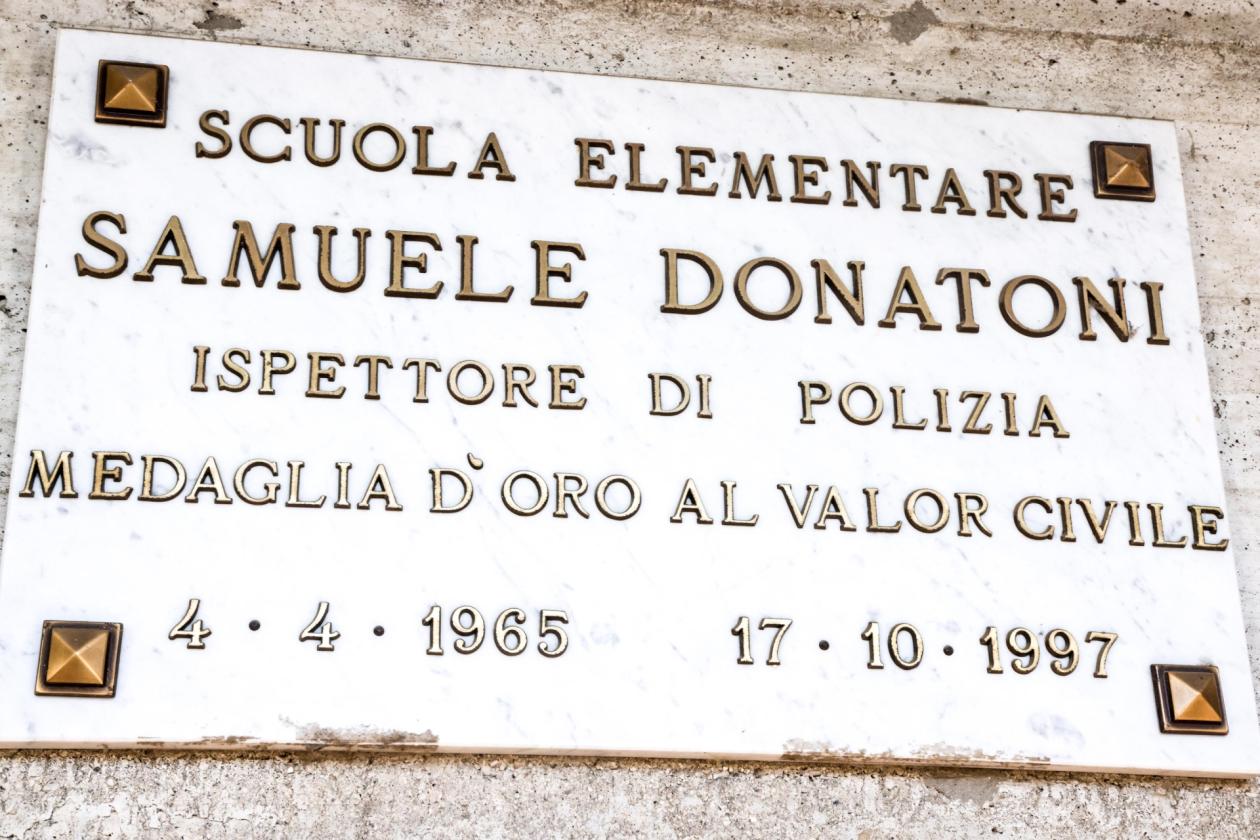 SCUOLA ELEMENTARE
SAMUELE DONATONI
ISPETTORE DI POLIZIA
MEDAGLIA D'ORO AL VALOR CIVILE
4 · 4 · 1965 17 · 10 · 1997